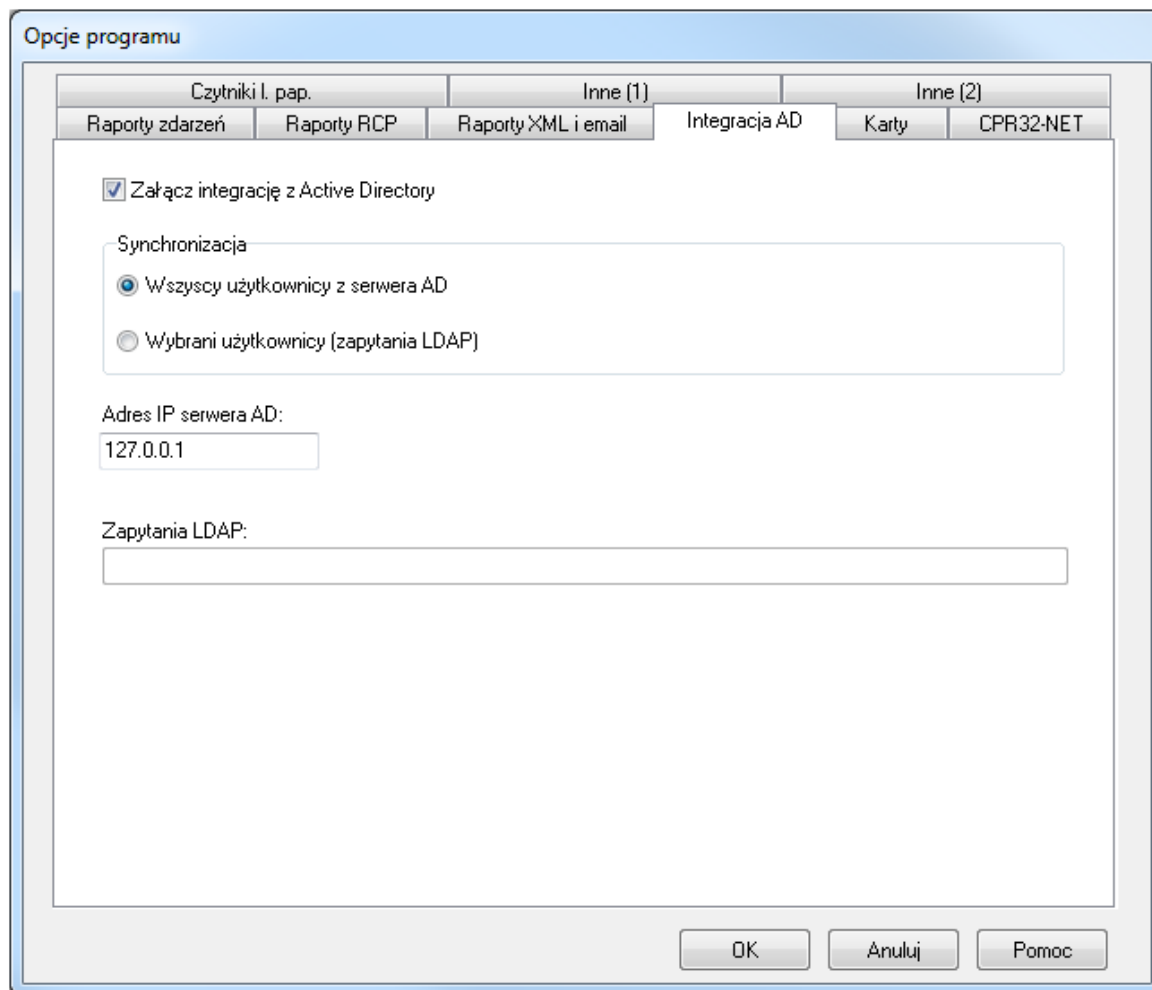 Opcje programu
Czytniki l. pap. Inne (1) Inne (2)
Raporty zdarzeń Raporty RCP Raporty XML i email Integracja AD Karty CPR32-NET
Załącz integrację z Active Directory
Synchronizacja
Wszyscy użytkownicy z serwera AD
Wybrani użytkownicy (zapytania LDAP)
Adres IP serwera AD:
127.0.0.1
Zapytania LDAP:
OK Anuluj Pomoc